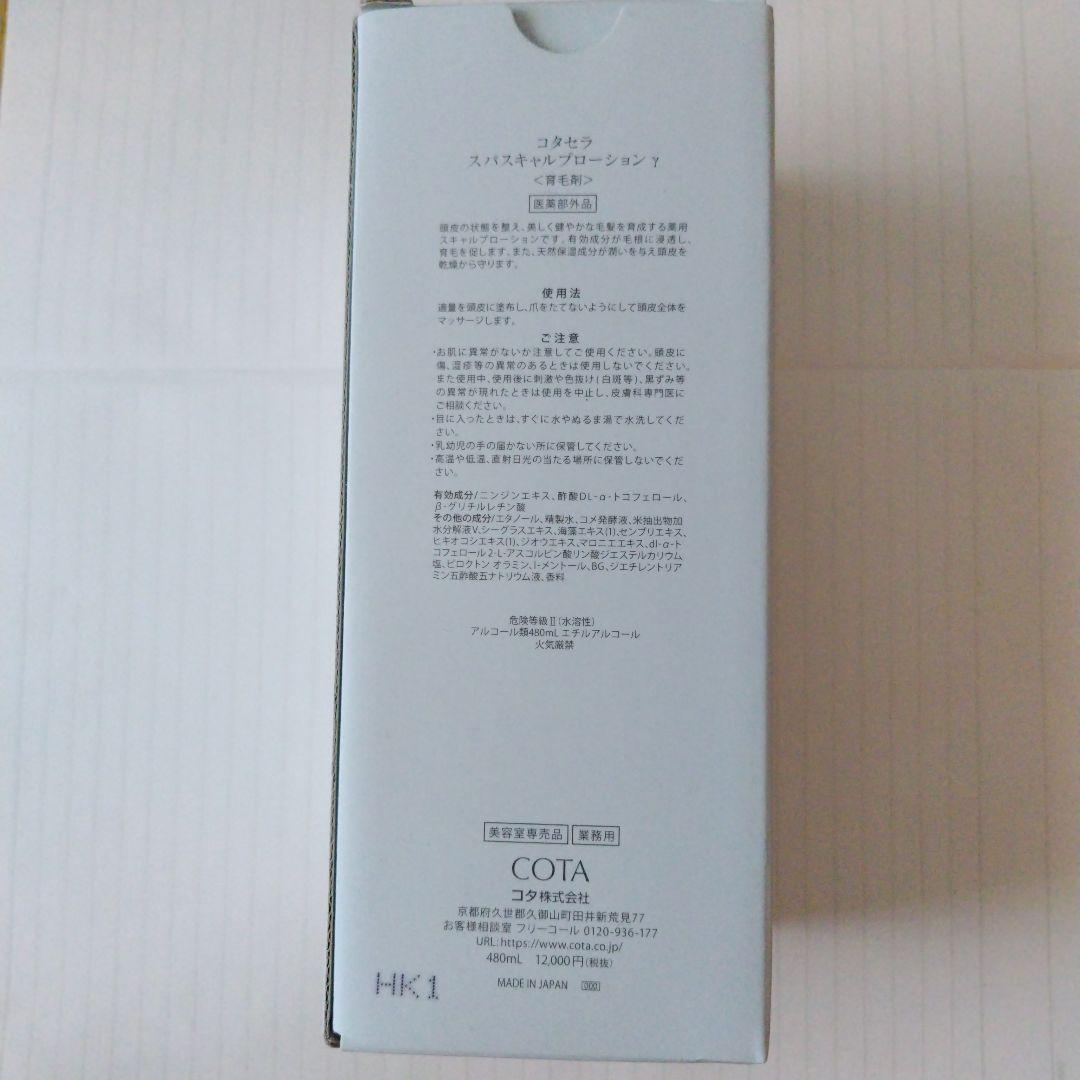 コタセラ
スパスキャルプローション γ
＜育毛剤＞
医薬部外品
頭皮の状態を整え、美しく健やかな毛髪を育成する薬用
スキャルプローションです。有効成分が毛根に浸透し、
育毛を促します。また、天然保湿成分が潤いを与え頭皮を
乾燥から守ります。
使用法
適量を頭皮に塗布し、爪をたてないようにして頭皮全体を
マッサージします。
ご注意
・お肌に異常がないか注意してご使用ください。頭皮に
傷、湿疹等の異常のあるときは使用しないでください。
また使用中、使用後に刺激や色抜け(白斑等)、黒ずみ等
の異常が現れたときは使用を中止し、皮膚科専門医に
ご相談ください。
・目に入ったときは、すぐに水やぬるま湯で水洗してくだ
さい。
・乳幼児の手の届かない所に保管してください。
・高温や低温、直射日光の当たる場所に保管しないでくだ
さい。
有効成分/ニンジンエキス、酢酸DL-α-トコフェロール、
β-グリチルレチン酸
その他の成分/エタノール、精製水、コメ発酵液、米抽出物加
水分解液V、シーグラスエキス、海藻エキス(1)、センブリエキス、
ヒキオコシエキス(1)、ジオウエキス、マロニエエキス、dl-α-ト
コフェロール2-L-アスコルビン酸リン酸ジエステルカリウム
塩、ピロクトン オラミン、l-メントール、BG、ジエチレントリア
ミン五酢酸五ナトリウム液、香料
危険等級Ⅱ(水溶性)
アルコール類480mL エチルアルコール
火気厳禁
美容室専売品 業務用
COTA
コタ株式会社
京都府久世郡久御山町田井新荒見77
お客様相談室 フリーコール 0120-936-177
URL:https://www.cota.co.jp/
480mL 12,000円(税抜)
MADE IN JAPAN 300
HK1